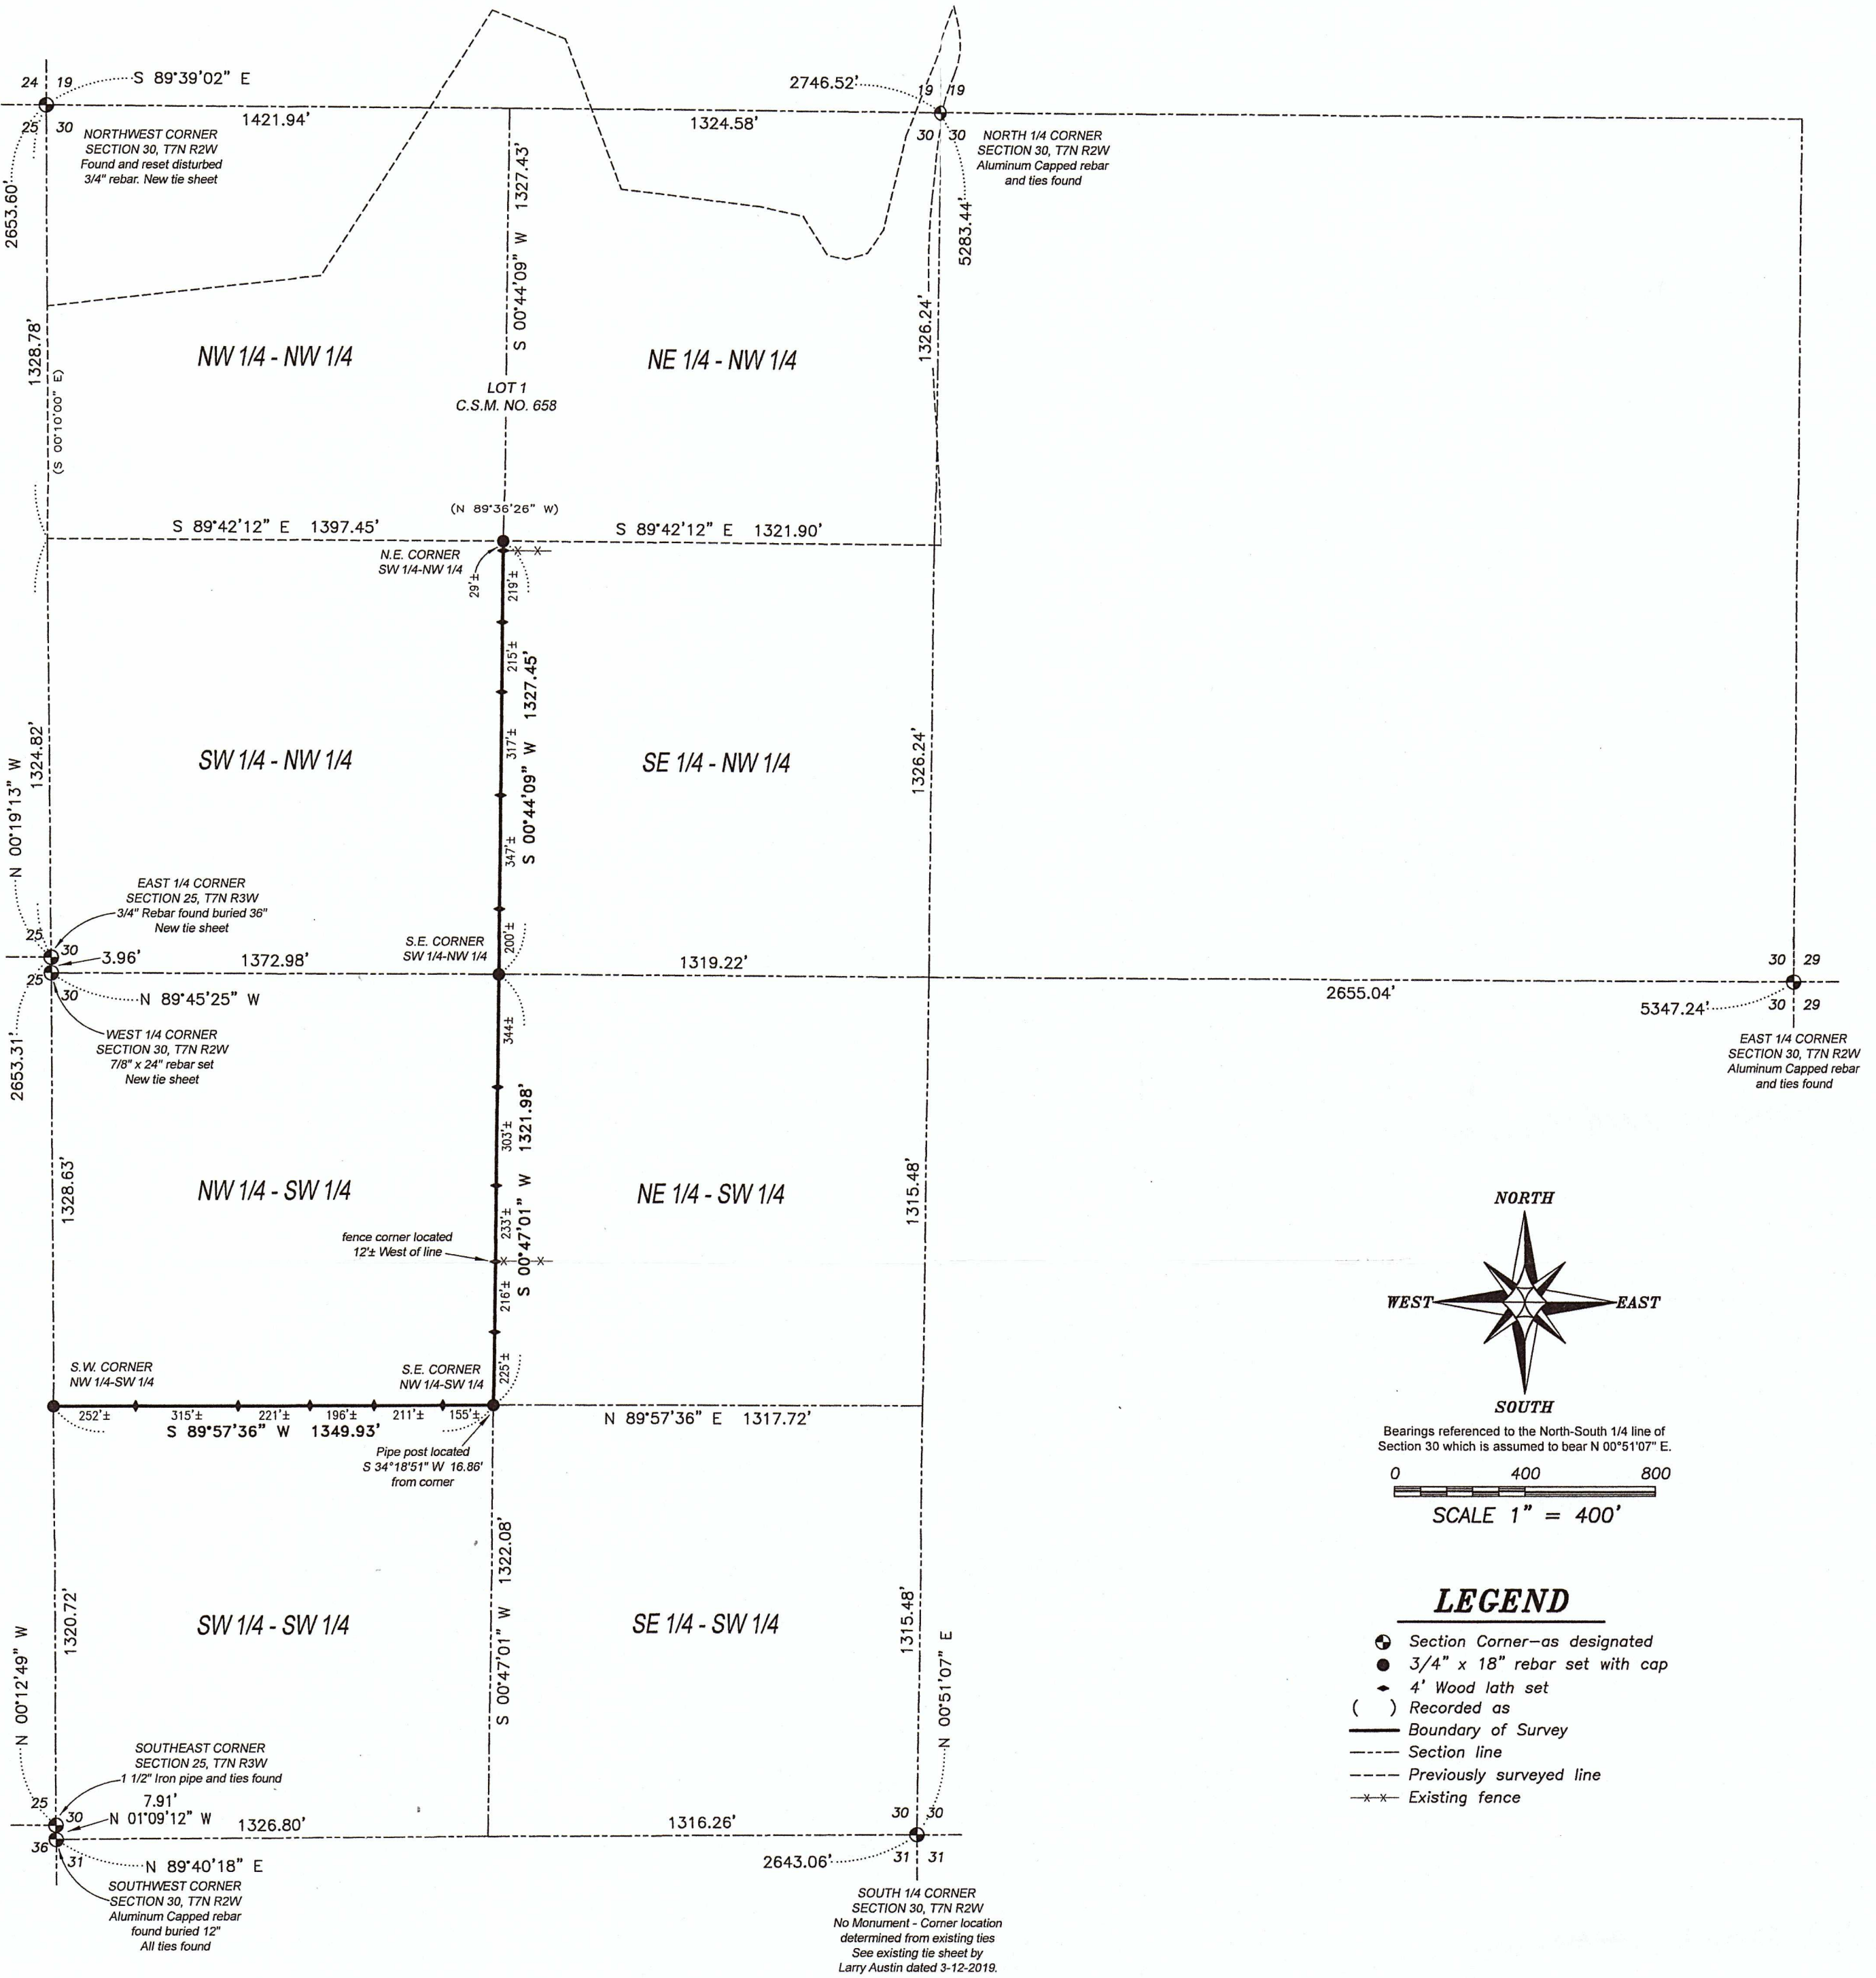 24 19
S 89°39'02" E
25 30
NORTHWEST CORNER
SECTION 30, T7N R2W
Found and reset disturbed
3/4" rebar. New tie sheet
1421.94'
1324.58'
2746.52'
19 19
30 30
NORTH 1/4 CORNER
SECTION 30, T7N R2W
Aluminum Capped rebar
and ties found
2653.60'
S 00°44'09" W 1327.43'
5283.44'
1328.78'
(S 00°10'00" E)
1326.24'
NW 1/4 - NW 1/4
NE 1/4 - NW 1/4
LOT 1
C.S.M. NO. 658
(N 89°36'26" W)
S 89°42'12" E 1397.45'
S 89°42'12" E 1321.90'
N.E. CORNER
SW 1/4-NW 1/4
X X
29'±
219'±
215'±
317'±
347'±
200'±
S 00°44'09" W 1327.45'
1324.82'
N 00°19'13" W
SW 1/4 - NW 1/4
SE 1/4 - NW 1/4
1326.24'
EAST 1/4 CORNER
SECTION 25, T7N R3W
3/4" Rebar found buried 36"
New tie sheet
25
30
3.96'
1372.98'
S.E. CORNER
SW 1/4-NW 1/4
1319.22'
25
30
N 89°45'25" W
2655.04'
30 29
5347.24'
30 29
EAST 1/4 CORNER
SECTION 30, T7N R2W
Aluminum Capped rebar
and ties found
WEST 1/4 CORNER
SECTION 30, T7N R2W
7/8" x 24" rebar set
New tie sheet
2653.31'
344±
303'±
233'±
216'±
225'±
S 00°47'01" W 1321.98'
1328.63'
NW 1/4 - SW 1/4
NE 1/4 - SW 1/4
1315.48'
fence corner located
12'± West of line
X X
S.W. CORNER
NW 1/4-SW 1/4
S.E. CORNER
NW 1/4-SW 1/4
252'± 315'± 221'± 196'± 211'± 155'±
S 89°57'36" W 1349.93'
N 89°57'36" E 1317.72'
Pipe post located
S 34°18'51" W 16.86'
from corner
NORTH
WEST
EAST
SOUTH
Bearings referenced to the North-South 1/4 line of
Section 30 which is assumed to bear N 00°51'07" E.
0 400 800
SCALE 1" = 400'
1320.72'
S 00°47'01" W 1322.08'
1315.48'
SW 1/4 - SW 1/4
SE 1/4 - SW 1/4
N 00°12'49" W
N 00°51'07" E
LEGEND
Section Corner-as designated
3/4" x 18" rebar set with cap
4' Wood lath set
( ) Recorded as
Boundary of Survey
Section line
Previously surveyed line
x x Existing fence
SOUTHEAST CORNER
SECTION 25, T7N R3W
1 1/2" Iron pipe and ties found
7.91'
25
30
N 01°09'12" W
1326.80'
1316.26'
30 30
36
31
N 89°40'18" E
2643.06'
31 31
SOUTHWEST CORNER
SECTION 30, T7N R2W
Aluminum Capped rebar
found buried 12"
All ties found
SOUTH 1/4 CORNER
SECTION 30, T7N R2W
No Monument - Corner location
determined from existing ties
See existing tie sheet by
Larry Austin dated 3-12-2019.